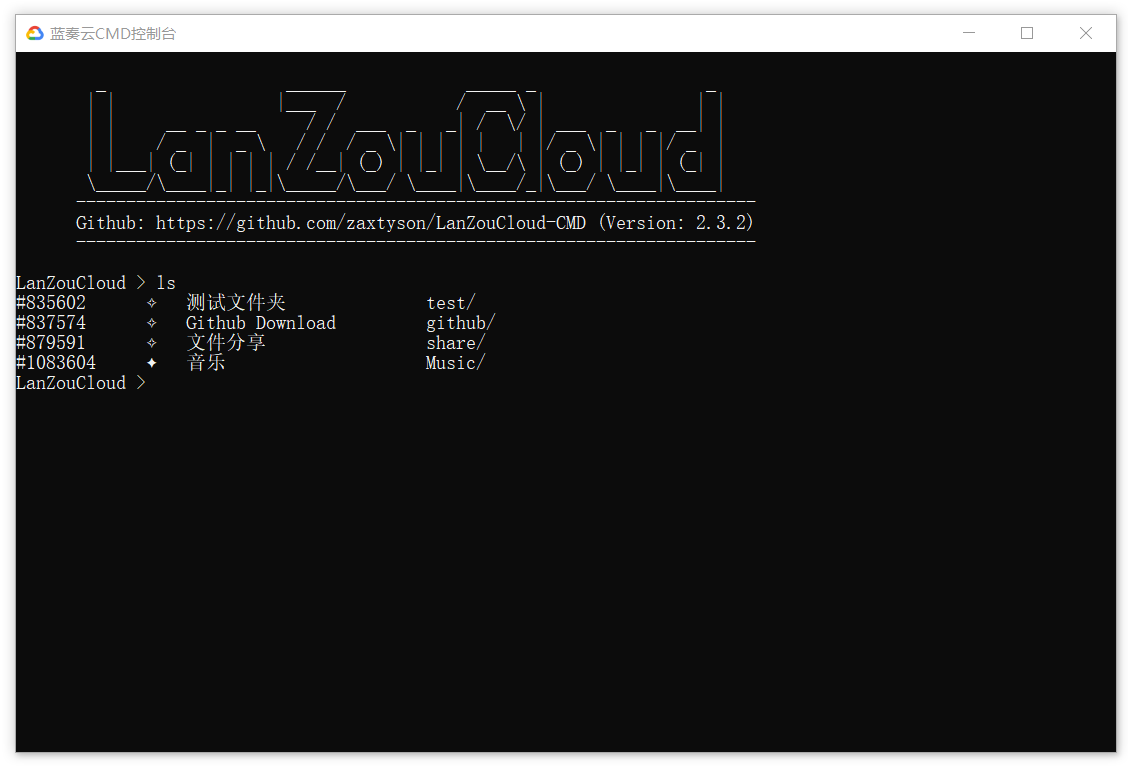 蓝奏云CMD控制台
LanZouCloud
Github: https://github.com/zaxtyson/LanZouCloud-CMD (Version: 2.3.2)
LanZouCloud > ls
#835602 ✧ 测试文件夹 test/
#837574 ✧ Github Download github/
#879591 ✧ 文件分享 share/
#1083604 ✦ 音乐 Music/
LanZouCloud >